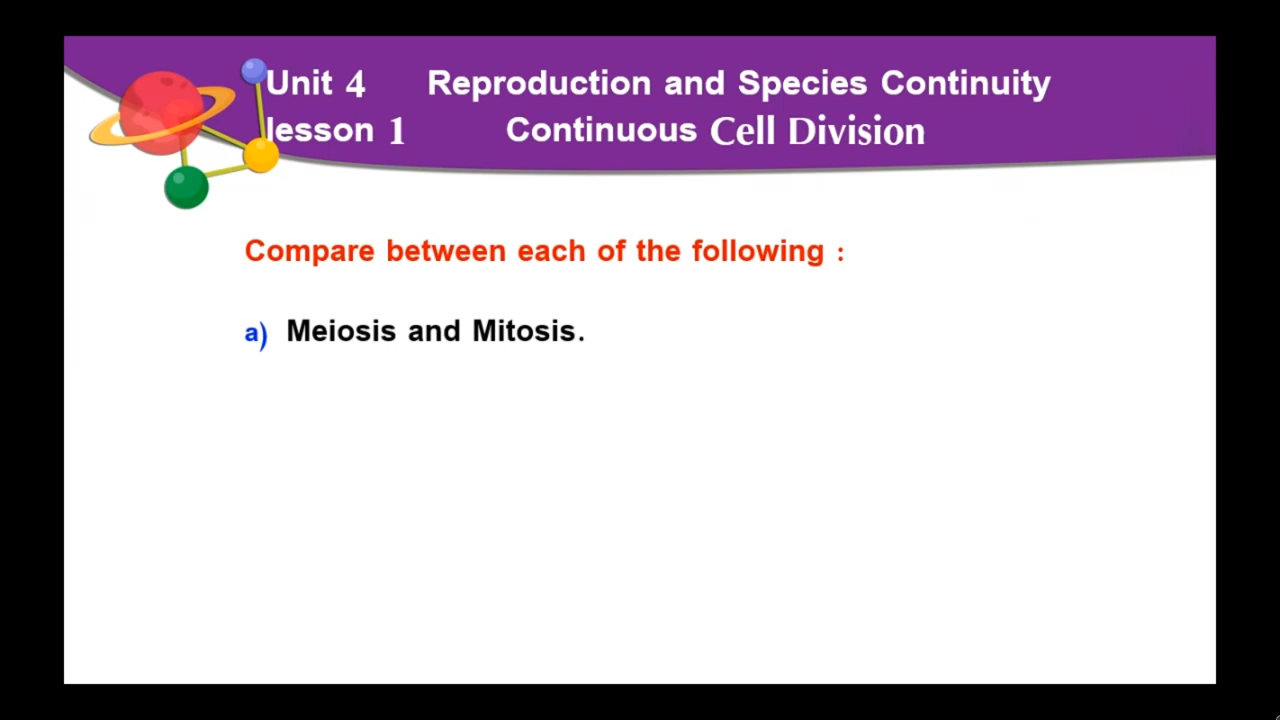 Unit 4 Reproduction and Species Continuity
lesson 1 Continuous Cell Division
Compare between each of the following :
a) Meiosis and Mitosis.